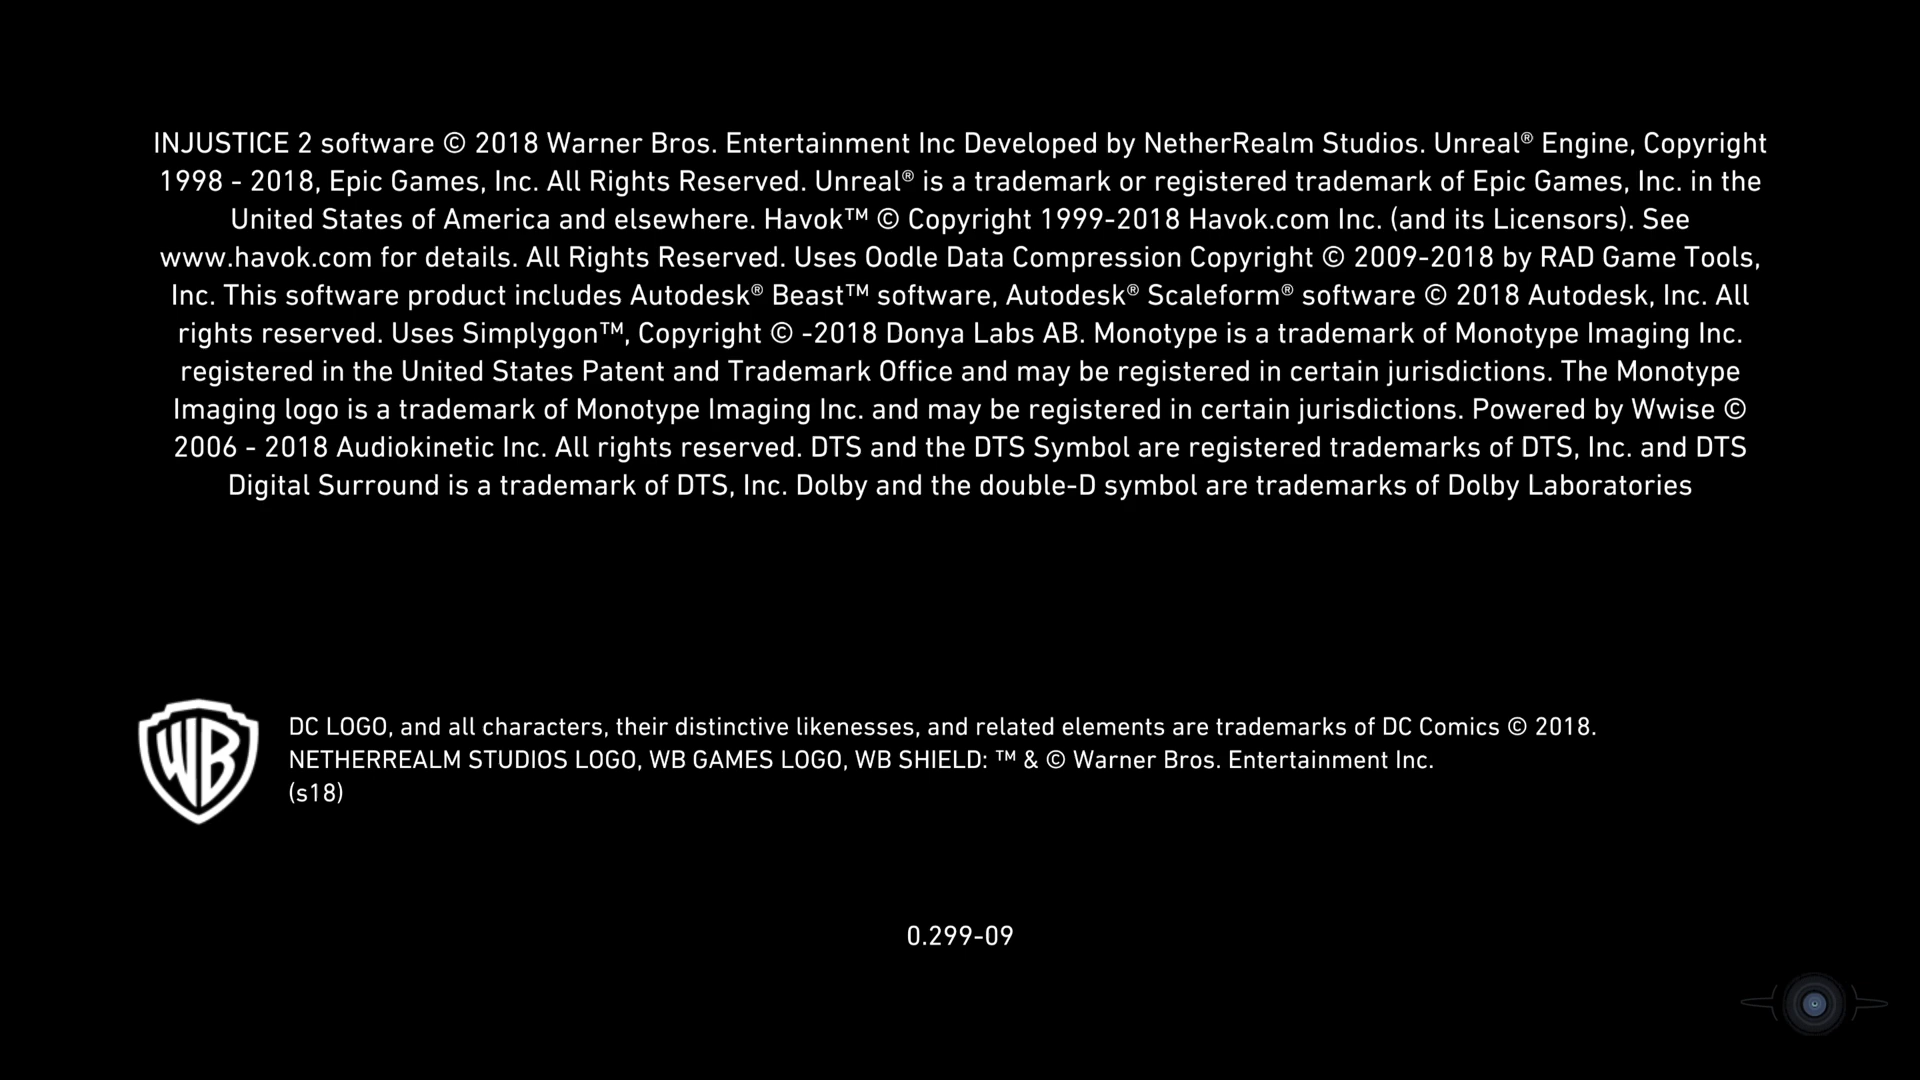 INJUSTICE 2 software © 2018 Warner Bros. Entertainment Inc Developed by NetherRealm Studios. Unreal® Engine, Copyright
1998 - 2018, Epic Games, Inc. All Rights Reserved. Unreal® is a trademark or registered trademark of Epic Games, Inc. in the
United States of America and elsewhere. Havok™ © Copyright 1999-2018 Havok.com Inc. (and its Licensors). See
www.havok.com for details. All Rights Reserved. Uses Oodle Data Compression Copyright © 2009-2018 by RAD Game Tools,
Inc. This software product includes Autodesk® Beast™ software, Autodesk® Scaleform® software © 2018 Autodesk, Inc. All
rights reserved. Uses Simplygon™, Copyright © -2018 Donya Labs AB. Monotype is a trademark of Monotype Imaging Inc.
registered in the United States Patent and Trademark Office and may be registered in certain jurisdictions. The Monotype
Imaging logo is a trademark of Monotype Imaging Inc. and may be registered in certain jurisdictions. Powered by Wwise ©
2006 - 2018 Audiokinetic Inc. All rights reserved. DTS and the DTS Symbol are registered trademarks of DTS, Inc. and DTS
Digital Surround is a trademark of DTS, Inc. Dolby and the double-D symbol are trademarks of Dolby Laboratories
WB
DC LOGO, and all characters, their distinctive likenesses, and related elements are trademarks of DC Comics © 2018.
NETHERREALM STUDIOS LOGO, WB GAMES LOGO, WB SHIELD: ™ & © Warner Bros. Entertainment Inc.
(s18)
0.299-09